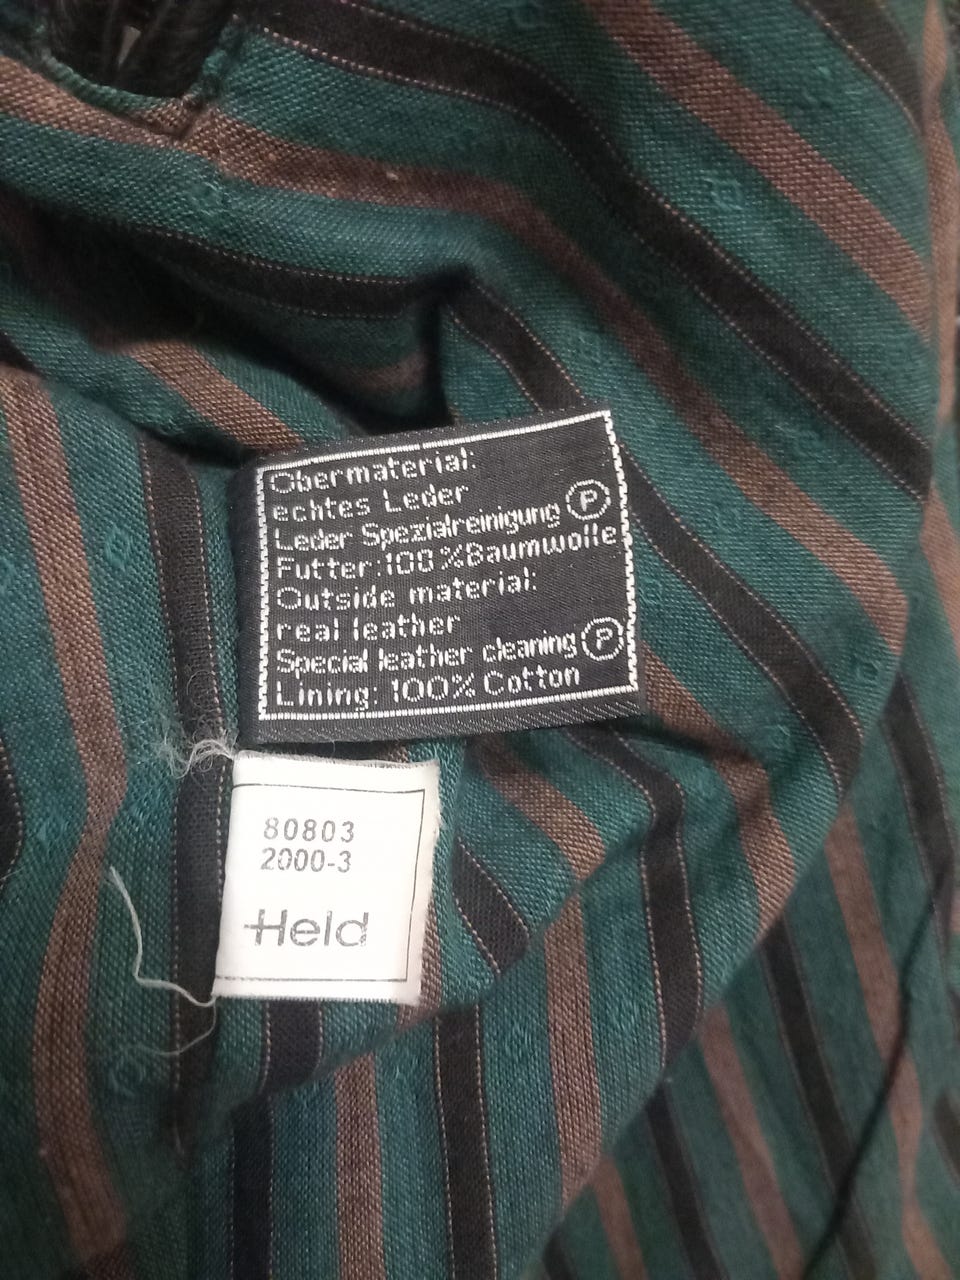 Obermaterial:
echtes Leder
Leder Spezialreinigung Ⓟ
Futter:100%Baumwolle
Outside material:
real leather
Special leather cleaning Ⓟ
Lining: 100% Cotton
80803
2000-3
Held